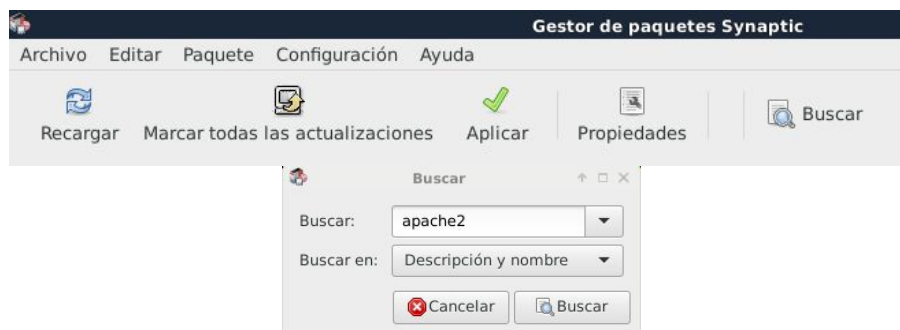 Gestor de paquetes Synaptic
Archivo Editar Paquete Configuración Ayuda
Recargar Marcar todas las actualizaciones Aplicar Propiedades Buscar
Buscar
Buscar: apache2
Buscar en: Descripción y nombre
Cancelar Buscar